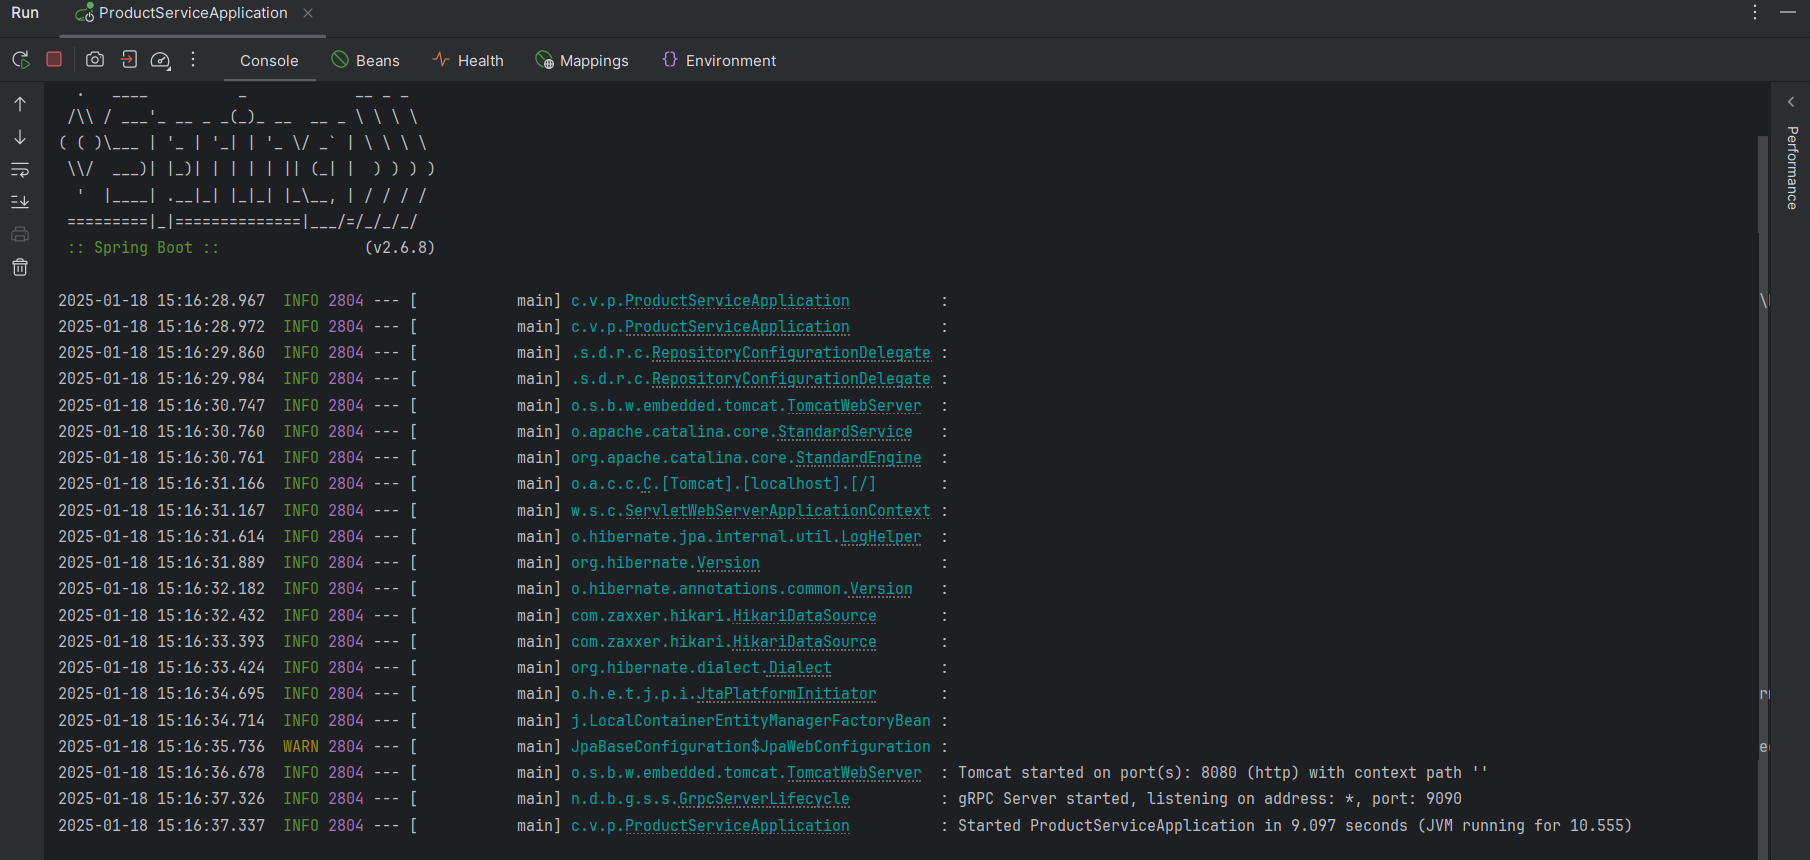 Run ProductServiceApplication
Console Beans Health Mappings Environment
Performance
  .   ____          _            __ _ _
 /\\ / ___'_ __ _ _(_)_ __  __ _ \ \ \ \
( ( )\___ | '_ | '_| | '_ \/ _` | \ \ \ \
 \\/  ___)| |_)| | | | | || (_| |  ) ) ) )
  '  |____| .__|_| |_|_| |_\__, | / / / /
 =========|_|==============|___/=/_/_/_/
 :: Spring Boot ::                (v2.6.8)
2025-01-18 15:16:28.967  INFO 2804 --- [           main] c.v.p.ProductServiceApplication          :
2025-01-18 15:16:28.972  INFO 2804 --- [           main] c.v.p.ProductServiceApplication          :
2025-01-18 15:16:29.860  INFO 2804 --- [           main] .s.d.r.c.RepositoryConfigurationDelegate :
2025-01-18 15:16:29.984  INFO 2804 --- [           main] .s.d.r.c.RepositoryConfigurationDelegate :
2025-01-18 15:16:30.747  INFO 2804 --- [           main] o.s.b.w.embedded.tomcat.TomcatWebServer  :
2025-01-18 15:16:30.760  INFO 2804 --- [           main] o.apache.catalina.core.StandardService   :
2025-01-18 15:16:30.761  INFO 2804 --- [           main] org.apache.catalina.core.StandardEngine  :
2025-01-18 15:16:31.166  INFO 2804 --- [           main] o.a.c.c.C.[Tomcat].[localhost].[/]       :
2025-01-18 15:16:31.167  INFO 2804 --- [           main] w.s.c.ServletWebServerApplicationContext :
2025-01-18 15:16:31.614  INFO 2804 --- [           main] o.hibernate.jpa.internal.util.LogHelper  :
2025-01-18 15:16:31.889  INFO 2804 --- [           main] org.hibernate.Version                    :
2025-01-18 15:16:32.182  INFO 2804 --- [           main] o.hibernate.annotations.common.Version   :
2025-01-18 15:16:32.432  INFO 2804 --- [           main] com.zaxxer.hikari.HikariDataSource       :
2025-01-18 15:16:33.393  INFO 2804 --- [           main] com.zaxxer.hikari.HikariDataSource       :
2025-01-18 15:16:33.424  INFO 2804 --- [           main] org.hibernate.dialect.Dialect            :
2025-01-18 15:16:34.695  INFO 2804 --- [           main] o.h.e.t.j.p.i.JtaPlatformInitiator       :
2025-01-18 15:16:34.714  INFO 2804 --- [           main] j.LocalContainerEntityManagerFactoryBean :
2025-01-18 15:16:35.736  WARN 2804 --- [           main] JpaBaseConfiguration$JpaWebConfiguration :
2025-01-18 15:16:36.678  INFO 2804 --- [           main] o.s.b.w.embedded.tomcat.TomcatWebServer  : Tomcat started on port(s): 8080 (http) with context path ''
2025-01-18 15:16:37.326  INFO 2804 --- [           main] n.d.b.g.s.s.GrpcServerLifecycle          : gRPC Server started, listening on address: *, port: 9090
2025-01-18 15:16:37.337  INFO 2804 --- [           main] c.v.p.ProductServiceApplication          : Started ProductServiceApplication in 9.097 seconds (JVM running for 10.555)